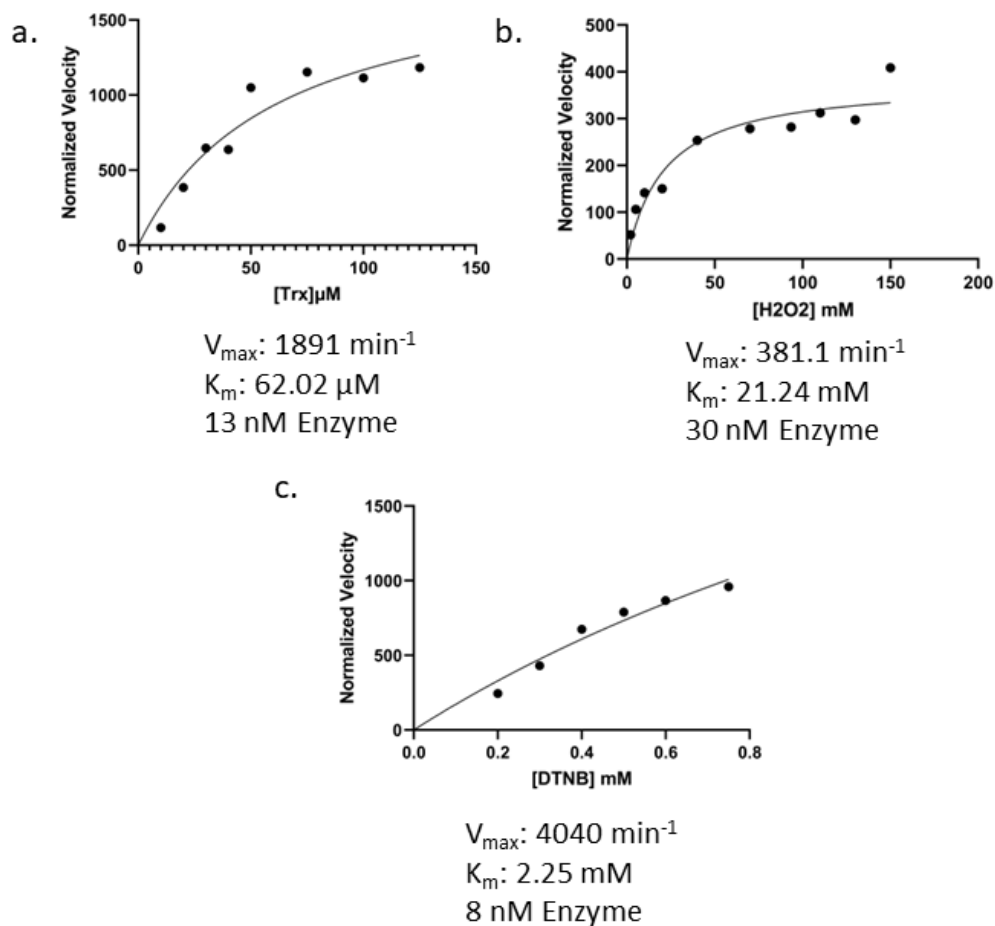 a.
Normalized Velocity
1500
1000
500
0
0 50 100 150
[Trx]µM
Vmax: 1891 min-1
Km: 62.02 µM
13 nM Enzyme
b.
Normalized Velocity
500
400
300
200
100
0
0 50 100 150 200
[H2O2] mM
Vmax: 381.1 min-1
Km: 21.24 mM
30 nM Enzyme
c.
Normalized Velocity
1500
1000
500
0
0.0 0.2 0.4 0.6 0.8
[DTNB] mM
Vmax: 4040 min-1
Km: 2.25 mM
8 nM Enzyme